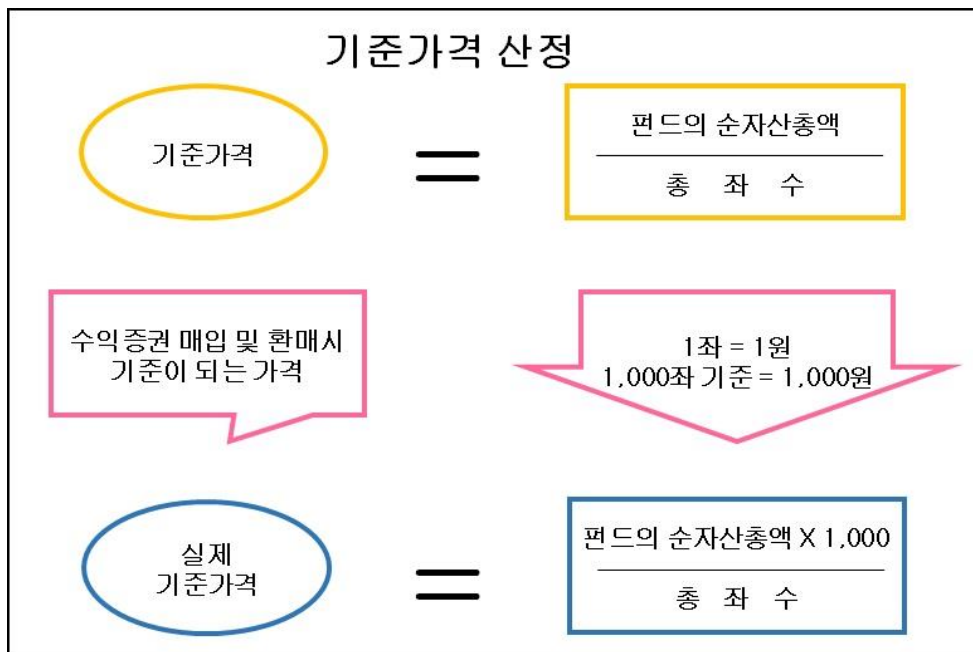 기준가격 산정
기준가격
=
펀드의 순자산총액
총 좌 수
수익증권 매입 및 환매시
기준이 되는 가격
1좌 = 1원
1,000좌 기준 = 1,000원
실제
기준가격
=
펀드의 순자산총액 X 1,000
총 좌 수